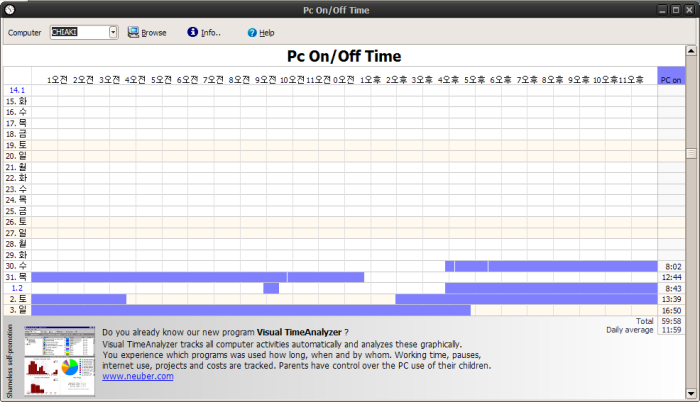 Pc On/Off Time
Computer CHIAKI Browse Info.. Help
Pc On/Off Time
1오전 2오전 3오전 4오전 5오전 6오전 7오전 8오전 9오전 10오전 11오전 0오전 1오후 2오후 3오후 4오후 5오후 6오후 7오후 8오후 9오후 10오후 11오후 PC on
14.1
15. 화
16. 수
17. 목
18. 금
19. 토
20. 일
21. 월
22. 화
23. 수
24. 목
25. 금
26. 토
27. 일
28. 월
29. 화
30. 수 8:02
31. 목 12:44
1.2 8:43
2. 토 13:39
3. 일 16:50
Total 59:58
Daily average 11:59
Shameless self-promotion
Do you already know our new program Visual TimeAnalyzer ?
Visual TimeAnalyzer tracks all computer activities automatically and analyzes these graphically.
You experience which programs was used how long, when and by whom. Working time, pauses,
internet use, projects and costs are tracked. Parents have control over the PC use of their children.
www.neuber.com